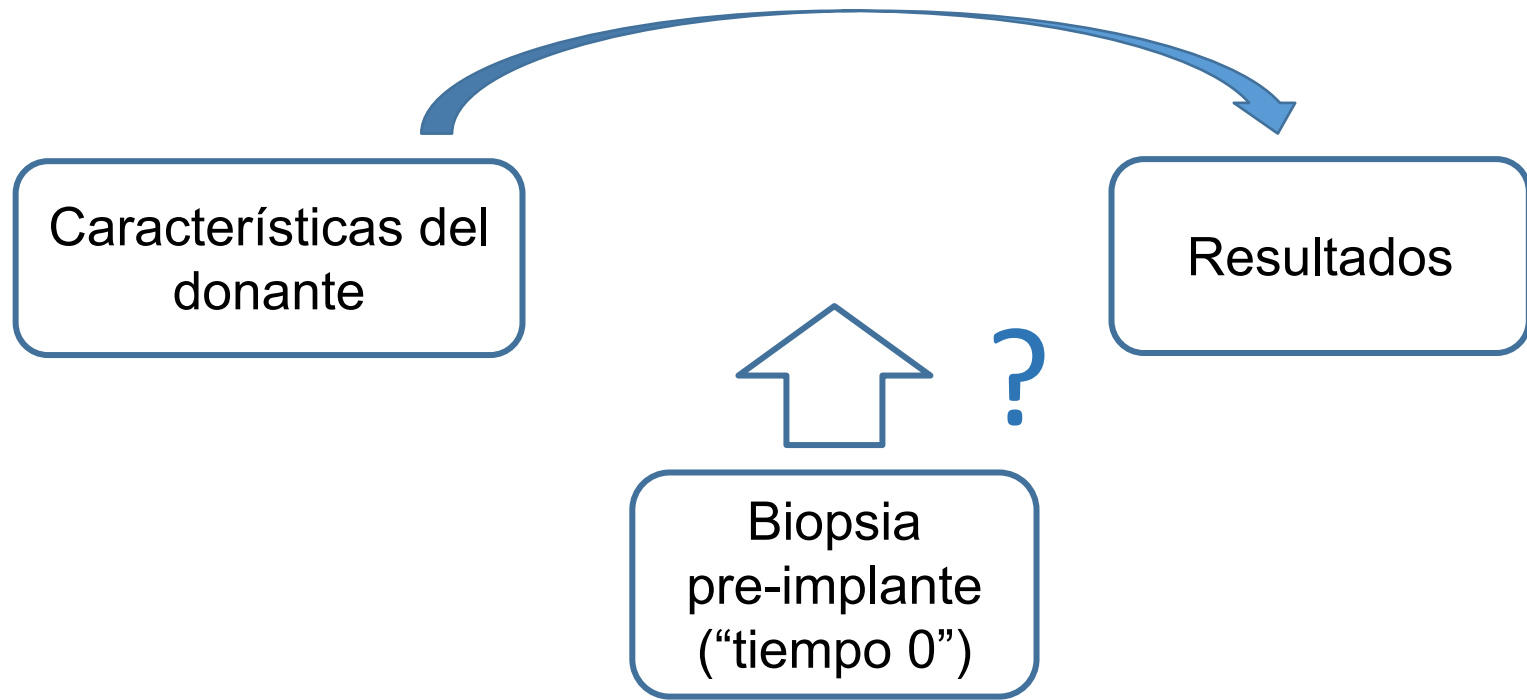 Características del
donante
Resultados
?
Biopsia
pre-implante
(“tiempo 0”)